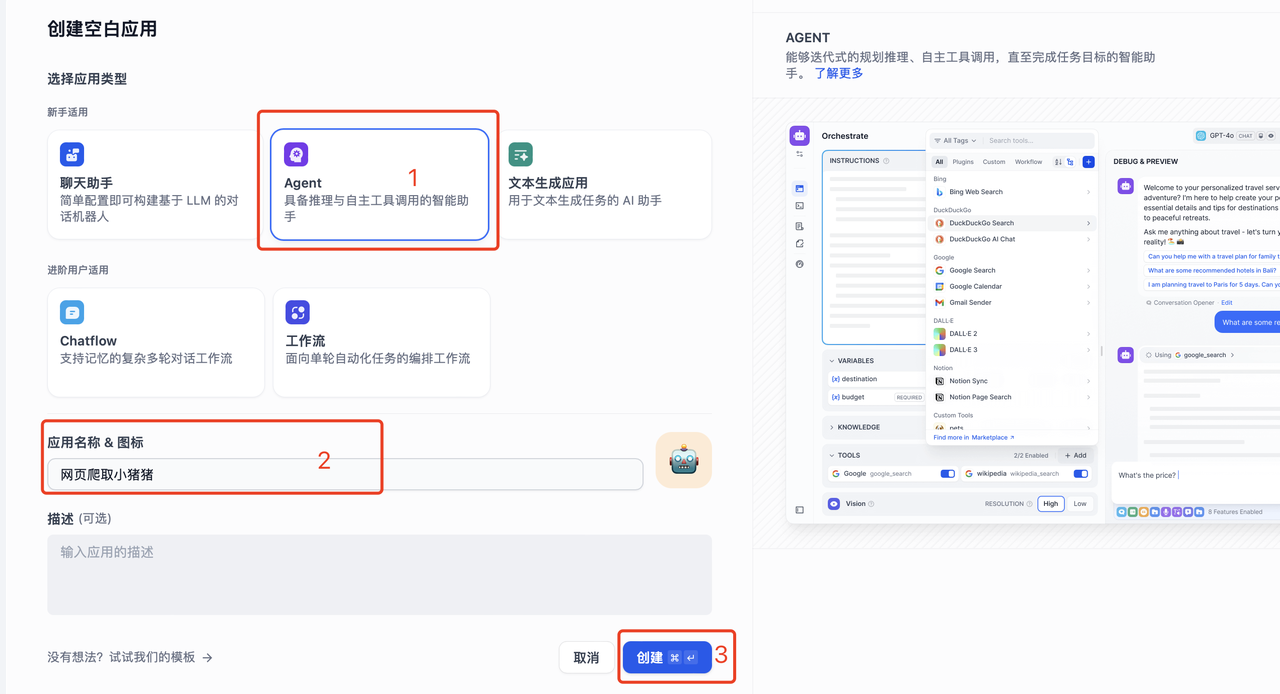 创建空白应用
选择应用类型
新手适用
聊天助手
简单配置即可构建基于 LLM 的对
话机器人
1
Agent
具备推理与自主工具调用的智能助
手
文本生成应用
用于文本生成任务的 AI 助手
进阶用户适用
Chatflow
支持记忆的复杂多轮对话工作流
工作流
面向单轮自动化任务的编排工作流
应用名称 & 图标
2
网页爬取小猪猪
描述 (可选)
输入应用的描述
没有想法? 试试我们的模板 →
取消
创建 ⌘ ↵
3
AGENT
能够迭代式的规划推理、自主工具调用，直至完成任务目标的智能助
手。 了解更多
Orchestrate
INSTRUCTIONS
VARIABLES
{x} destination
{x} budget
REQUIRED
KNOWLEDGE
TOOLS
2/2 Enabled
+ Add
Google google_search
wikipedia wikipedia_search
Vision
RESOLUTION
High
Low
All Tags
Search tools...
All
Plugins
Custom
Workflow
Bing
Bing Web Search
DuckDuckGo
DuckDuckGo Search
DuckDuckGo AI Chat
Google
Google Search
Google Calendar
Gmail Sender
DALL-E
DALL-E 2
DALL-E 3
Notion
Notion Sync
Notion Page Search
Custom Tools
pets
Find more in Marketplace ↗
GPT-4o CHAT
DEBUG & PREVIEW
Welcome to your personalized travel serv
adventure? I'm here to help create your pe
essential details and tips for destinations
to peaceful retreats.
Ask me anything about travel - let's turn y
reality!
Can you help me with a travel plan for family t
What are some recommended hotels in Bali?
I am planning travel to Paris for 5 days. Can yo
Conversation Opener · Edit
What are some re
Using google_search
What's the price?
8 Features Enabled